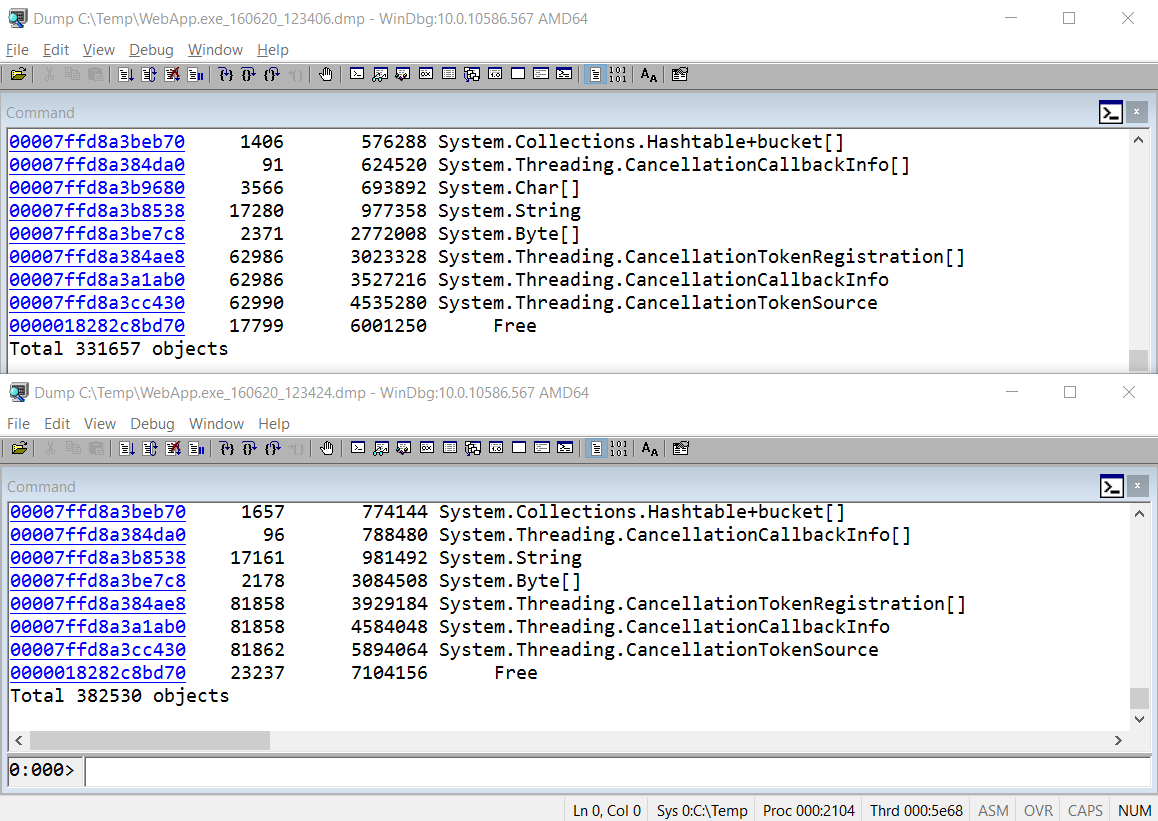 Dump C:\Temp\WebApp.exe_160620_123406.dmp - WinDbg:10.0.10586.567 AMD64
File Edit View Debug Window Help
Command
00007ffd8a3beb70 1406 576288 System.Collections.Hashtable+bucket[]
00007ffd8a384da0 91 624520 System.Threading.CancellationCallbackInfo[]
00007ffd8a3b9680 3566 693892 System.Char[]
00007ffd8a3b8538 17280 977358 System.String
00007ffd8a3be7c8 2371 2772008 System.Byte[]
00007ffd8a384ae8 62986 3023328 System.Threading.CancellationTokenRegistration[]
00007ffd8a3a1ab0 62986 3527216 System.Threading.CancellationCallbackInfo
00007ffd8a3cc430 62990 4535280 System.Threading.CancellationTokenSource
0000018282c8bd70 17799 6001250 Free
Total 331657 objects
Dump C:\Temp\WebApp.exe_160620_123424.dmp - WinDbg:10.0.10586.567 AMD64
File Edit View Debug Window Help
Command
00007ffd8a3beb70 1657 774144 System.Collections.Hashtable+bucket[]
00007ffd8a384da0 96 788480 System.Threading.CancellationCallbackInfo[]
00007ffd8a3b8538 17161 981492 System.String
00007ffd8a3be7c8 2178 3084508 System.Byte[]
00007ffd8a384ae8 81858 3929184 System.Threading.CancellationTokenRegistration[]
00007ffd8a3a1ab0 81858 4584048 System.Threading.CancellationCallbackInfo
00007ffd8a3cc430 81862 5894064 System.Threading.CancellationTokenSource
0000018282c8bd70 23237 7104156 Free
Total 382530 objects
0:000>
Ln 0, Col 0 Sys 0:C:\Temp Proc 000:2104 Thrd 000:5e68 ASM OVR CAPS NUM